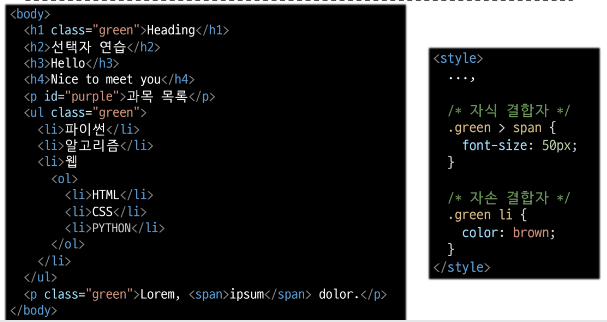 <body>
  <h1 class="green">Heading</h1>
  <h2>선택자 연습</h2>
  <h3>Hello</h3>
  <h4>Nice to meet you</h4>
  <p id="purple">과목 목록</p>
  <ul class="green">
    <li>파이썬</li>
    <li>알고리즘</li>
    <li>웹
      <ol>
        <li>HTML</li>
        <li>CSS</li>
        <li>PYTHON</li>
      </ol>
    </li>
  </ul>
  <p class="green">Lorem, <span>ipsum</span> dolor.</p>
</body>
<style>
  ...,
  /* 자식 결합자 */
  .green > span {
    font-size: 50px;
  }
  /* 자손 결합자 */
  .green li {
    color: brown;
  }
</style>